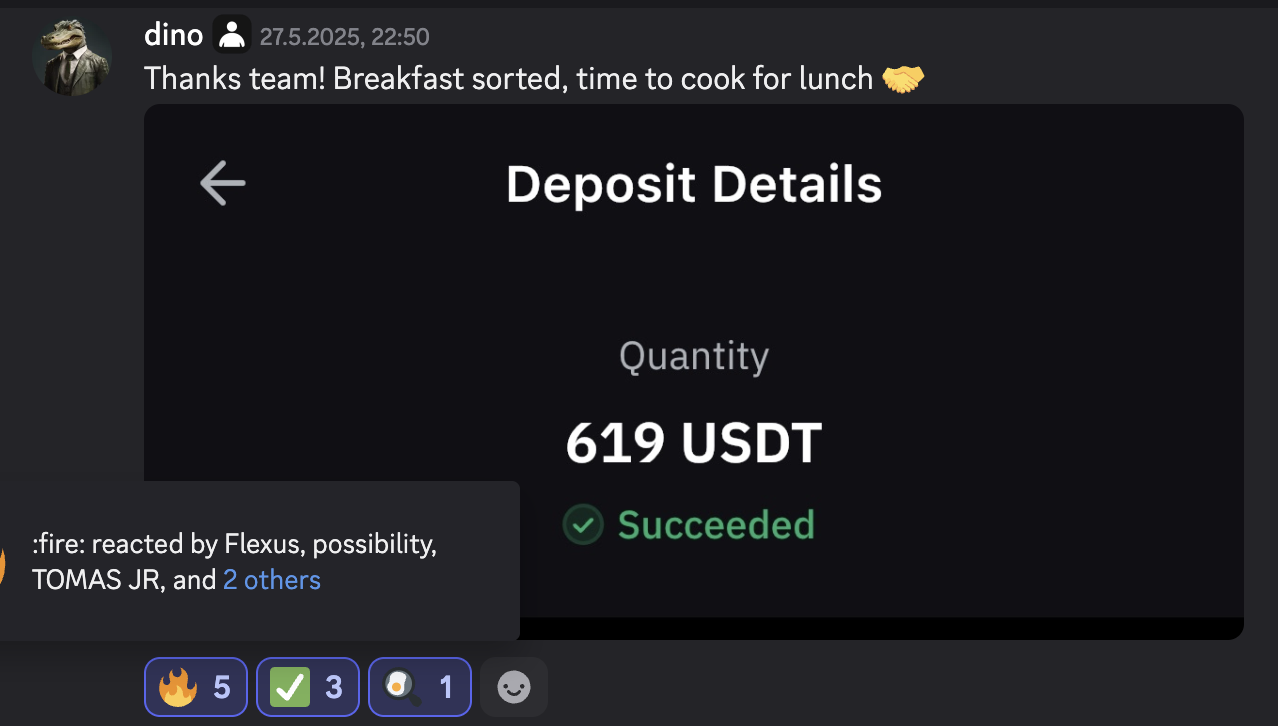 dino 27.5.2025, 22:50
Thanks team! Breakfast sorted, time to cook for lunch 🤝
Deposit Details
Quantity
619 USDT
Succeeded
:fire: reacted by Flexus, possibility,
TOMAS JR, and 2 others
5 3 1